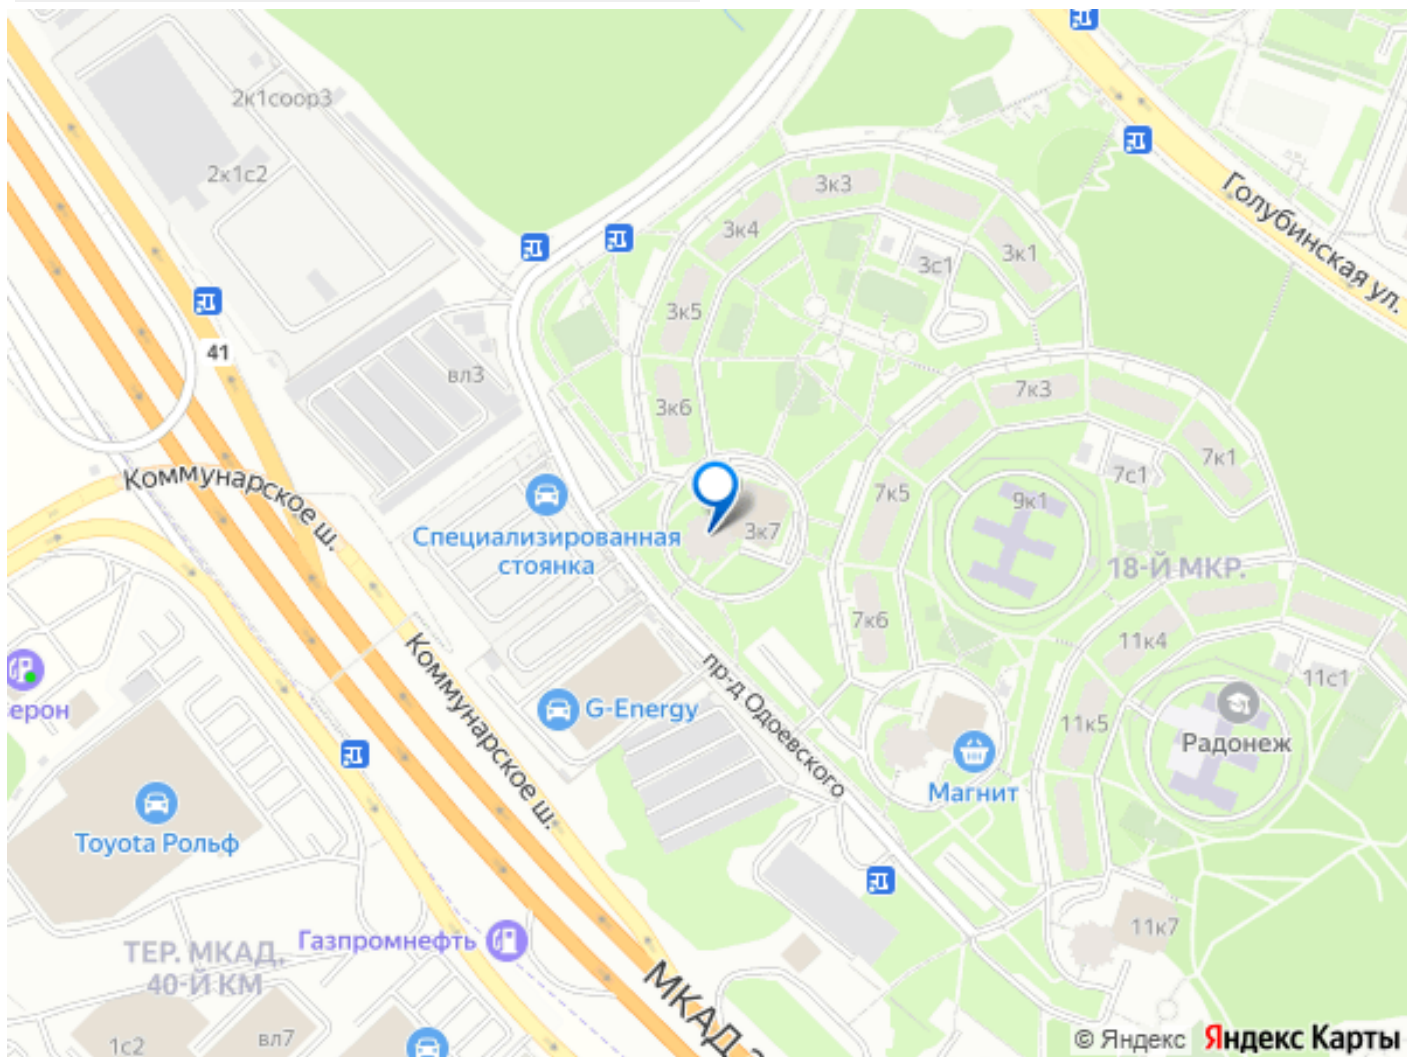 2к1соор3
2к1с2
3к3
3к4
3с1
3к1
Голубинская ул.
3к5
41
вл3
3к6
7к3
7к1
7с1
7к5
9к1
Коммунарское ш.
Специализированная
стоянка
3к7
18-Й МКР.
7к6
11к4
11с1
Коммунарское ш.
пр-д Одоевского
ерон
G-Energy
11к5
Радонеж
Магнит
Toyota Рольф
11к7
Газпромнефть
ТЕР. МКАД,
40-Й КМ
МКАД
1с2
вл7
© Яндекс Яндекс Карты